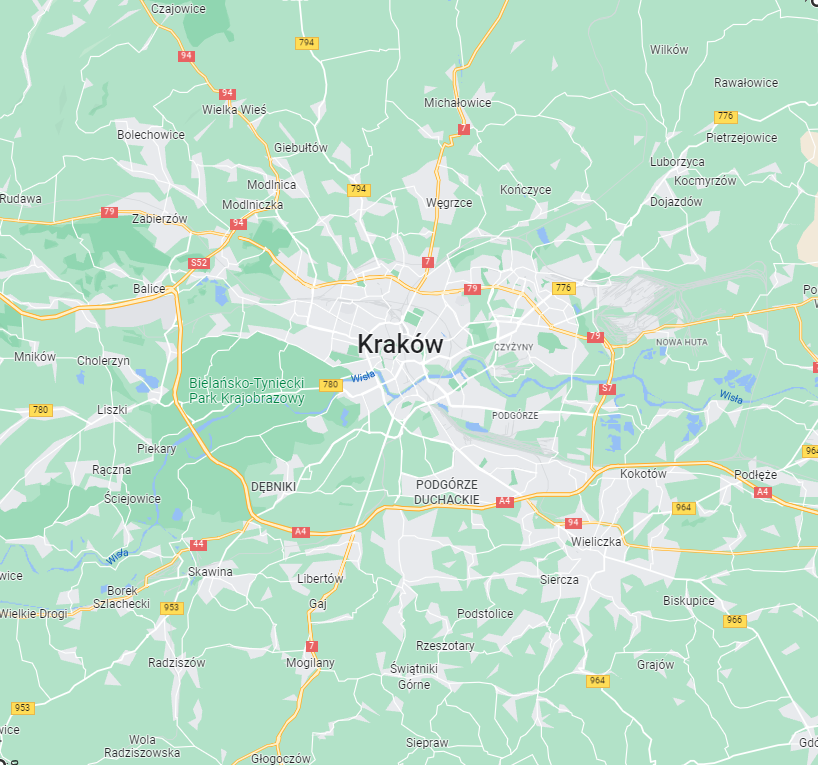 Czajowice
794
Wilków
94
Rawałowice
94
Michałowice
Wielka Wieś
776
7
Bolechowice
Pietrzejowice
Giebułtów
Luborzyca
Modlnica
794
Kończyce
Kocmyrzów
Rudawa
Modlniczka
Węgrzce
Dojazdów
79
Zabierzów
94
S52
7
Balice
79
776
Kraków
79
CZYŻYNY
NOWA HUTA
Mników
Cholerzyn
Wisła
Bielańsko-Tyniecki
Park Krajobrazowy
780
S7
Wisła
780
Liszki
PODGÓRZE
Piekary
964
Rączna
Kokotów
Podłęże
DĘBNIKI
PODGÓRZE
DUCHACKIE
Ściejowice
A4
A4
964
A4
94
44
Wieliczka
Wisła
Skawina
Libertów
Siercza
Borek
Szlachecki
Gaj
Biskupice
953
Wielkie Drogi
Podstolice
966
7
Rzeszotary
Radziszów
Mogilany
Świątniki
Górne
Grajów
964
953
Wola
Radziszowska
Siepraw
Głogoczów